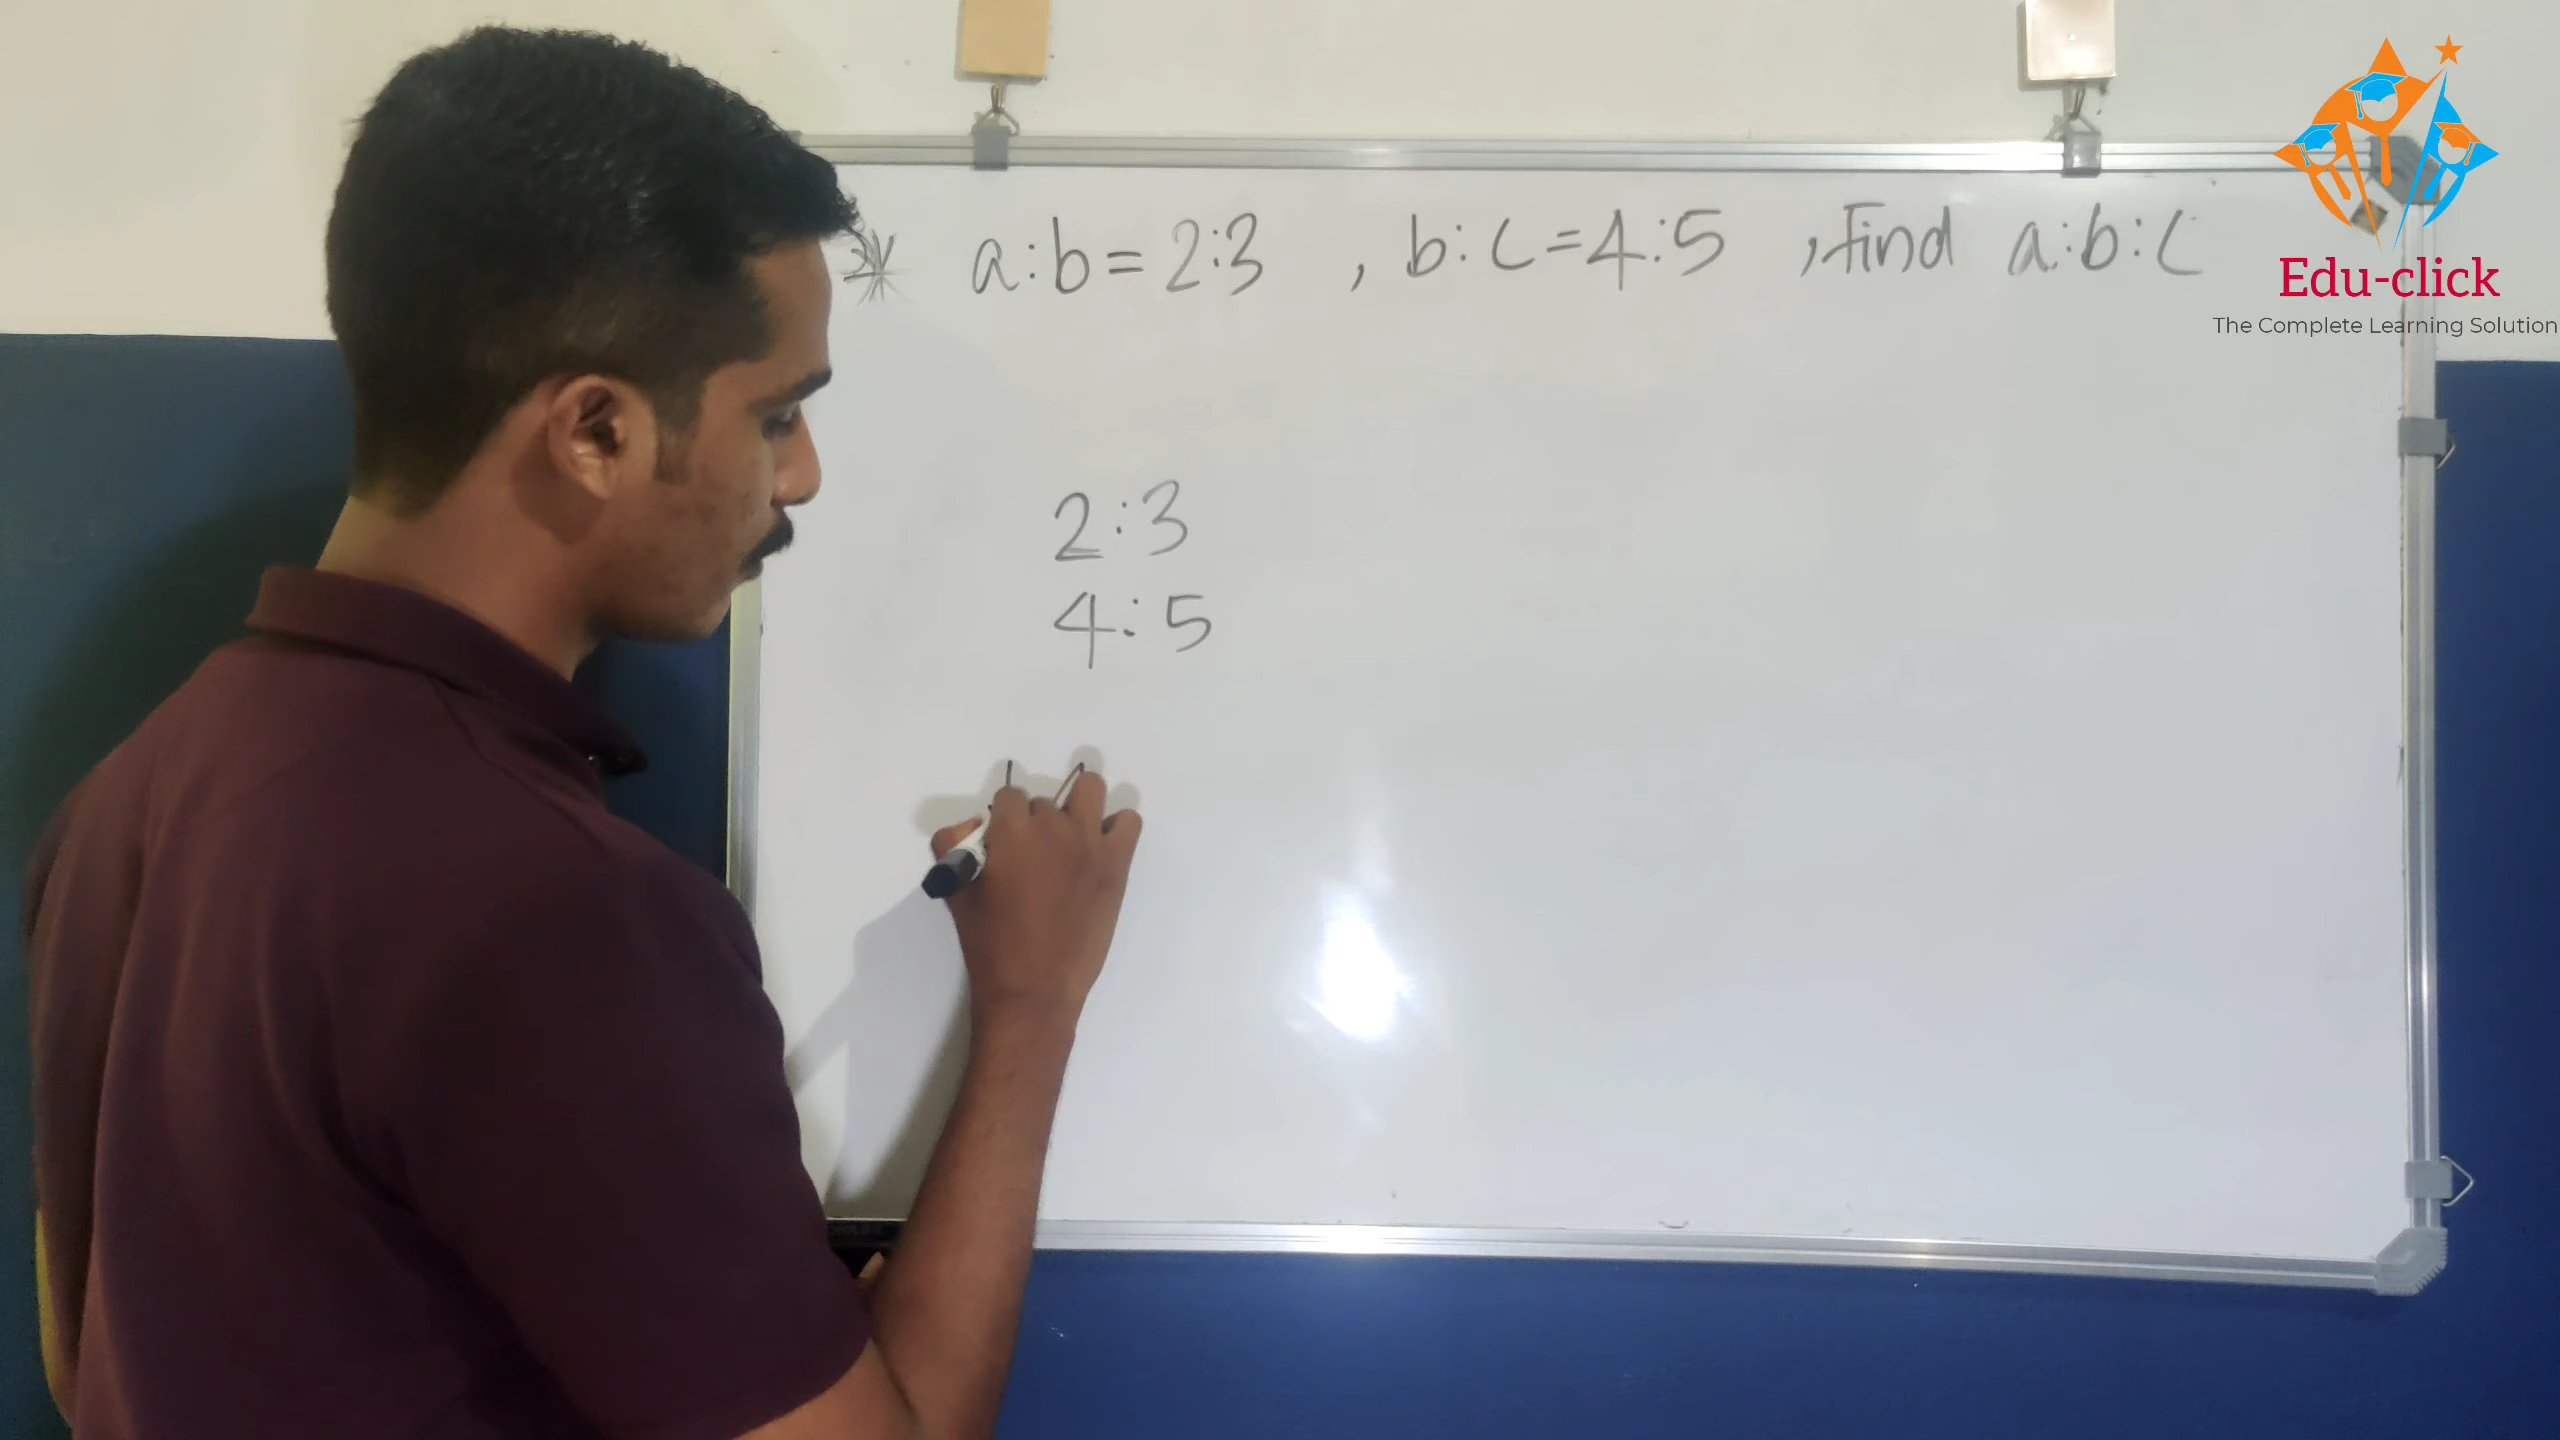 a:b=2:3 , b:c=4:5 , find a:b:c
Edu-click
The Complete Learning Solution
2:3
4:5